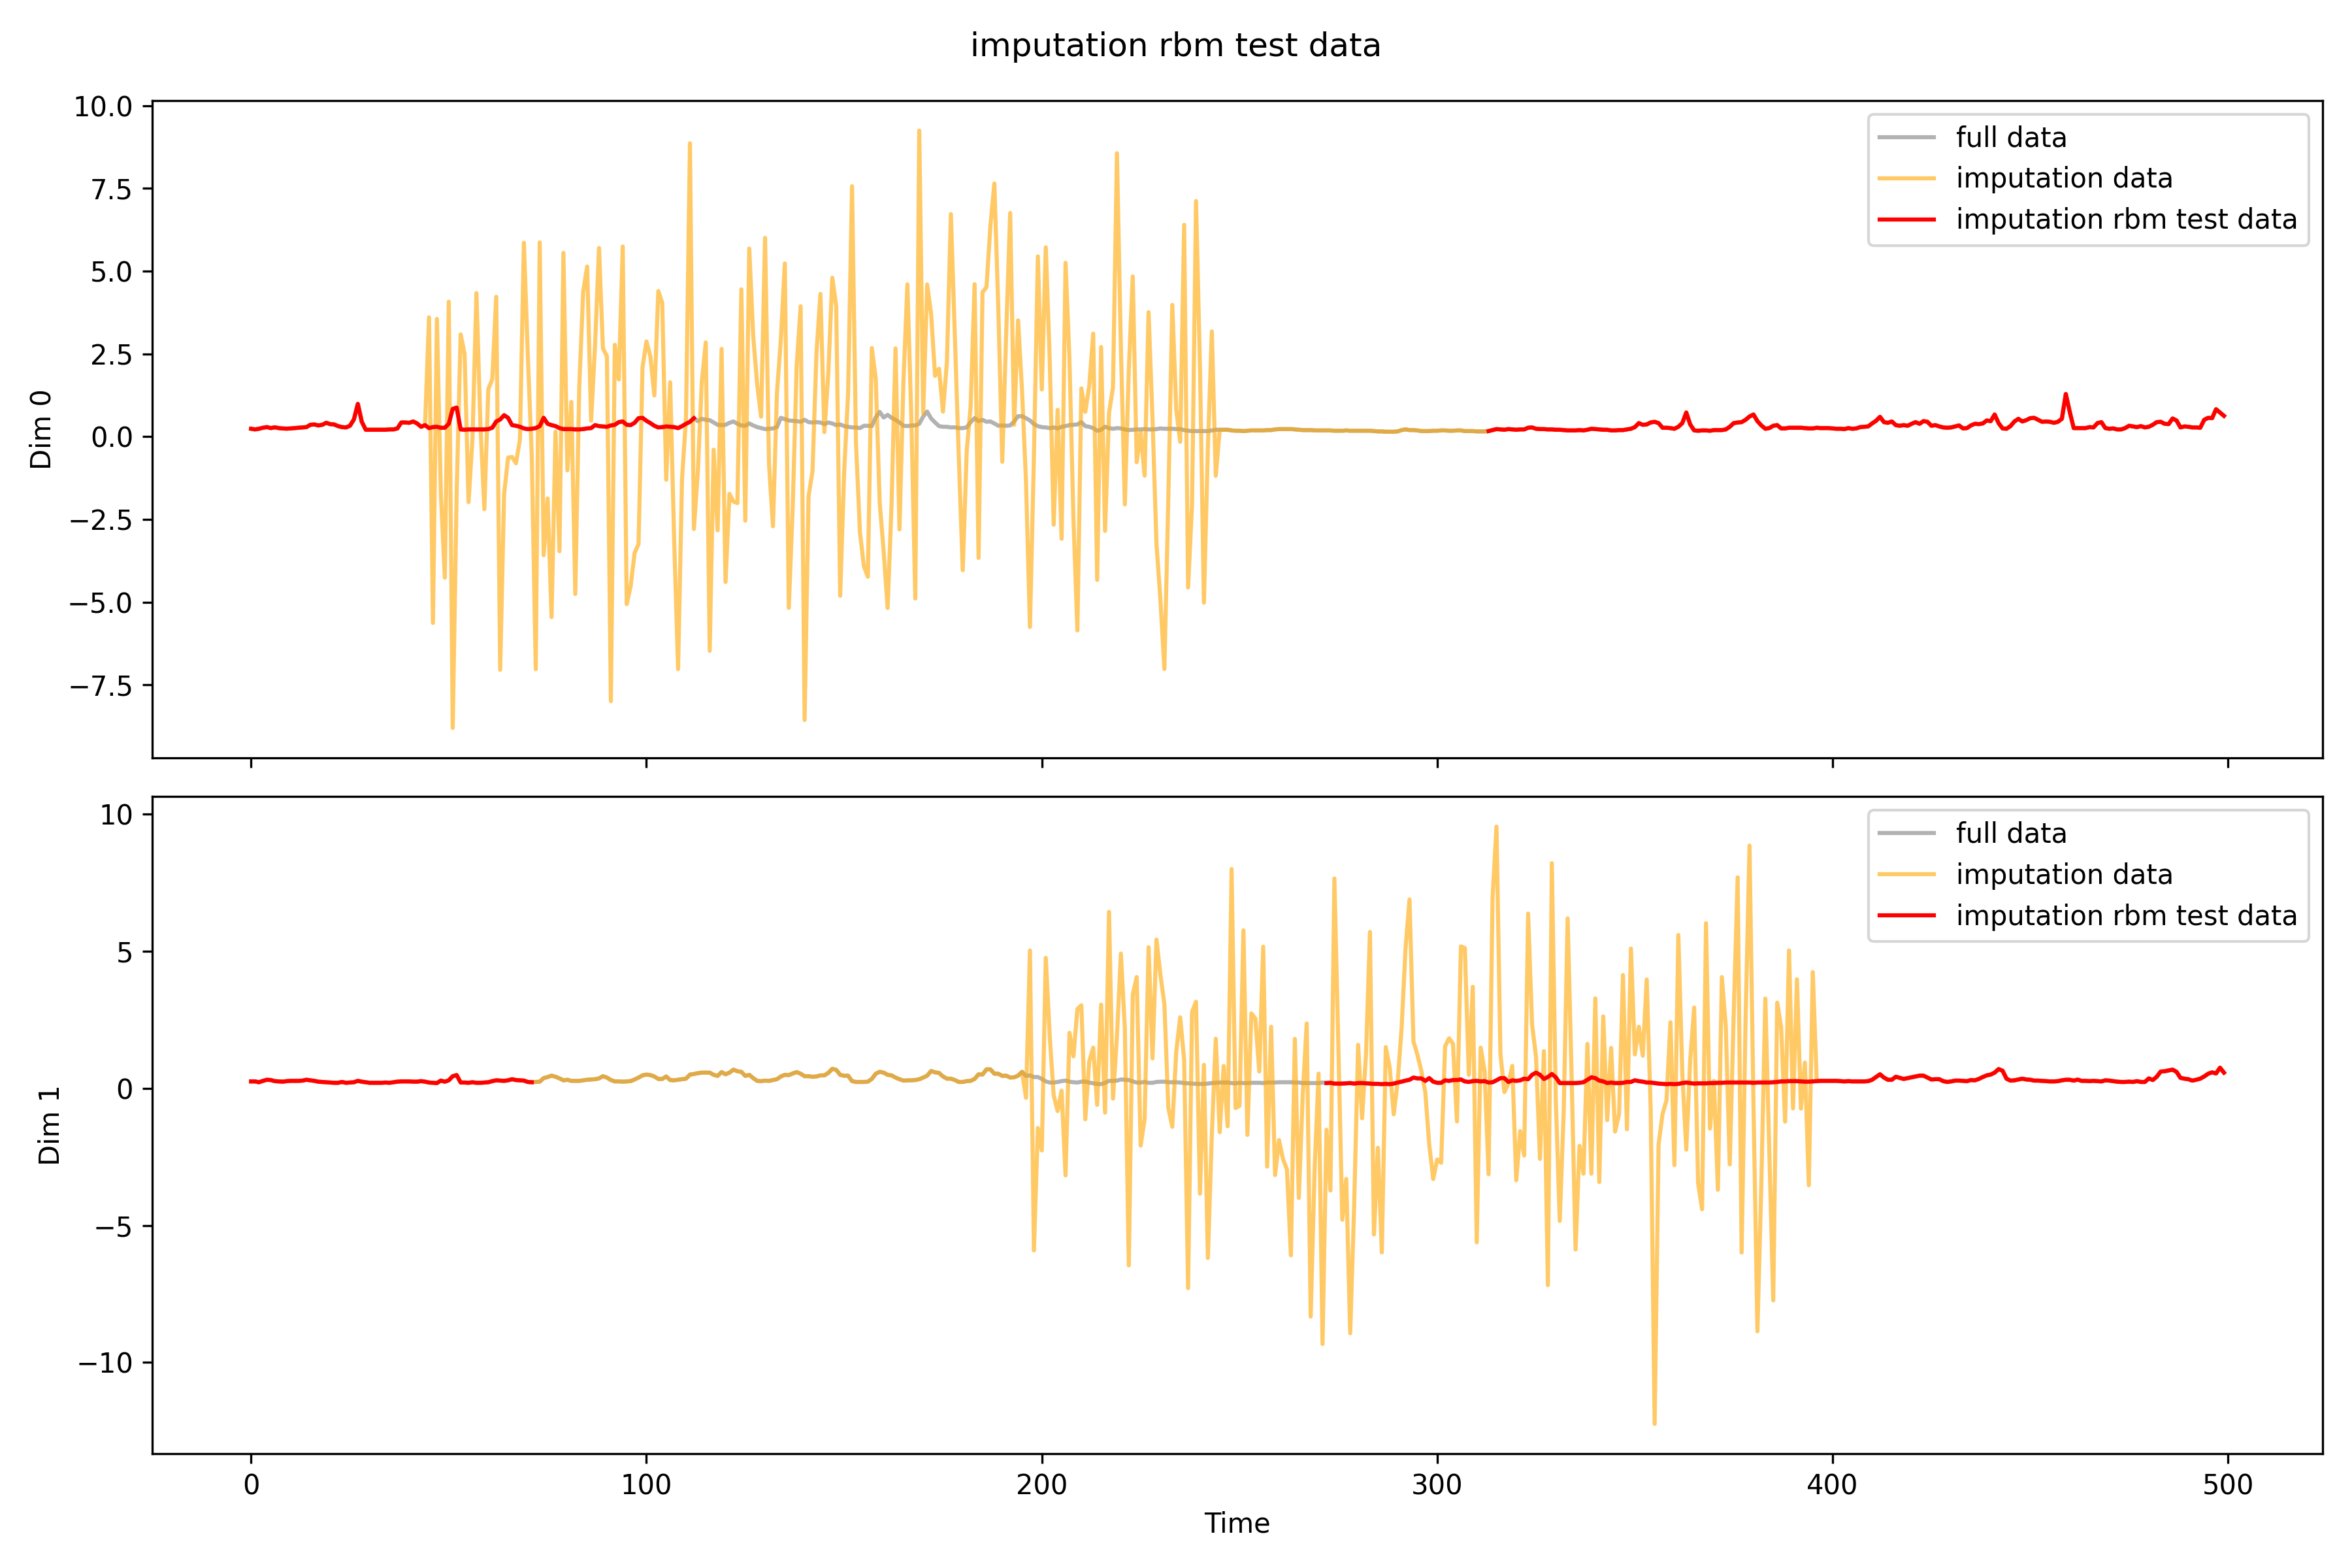 imputation rbm test data
10.0
7.5
5.0
2.5
0.0
−2.5
−5.0
−7.5
Dim 0
full data
imputation data
imputation rbm test data
10
5
0
−5
−10
Dim 1
full data
imputation data
imputation rbm test data
0 100 200 300 400 500
Time